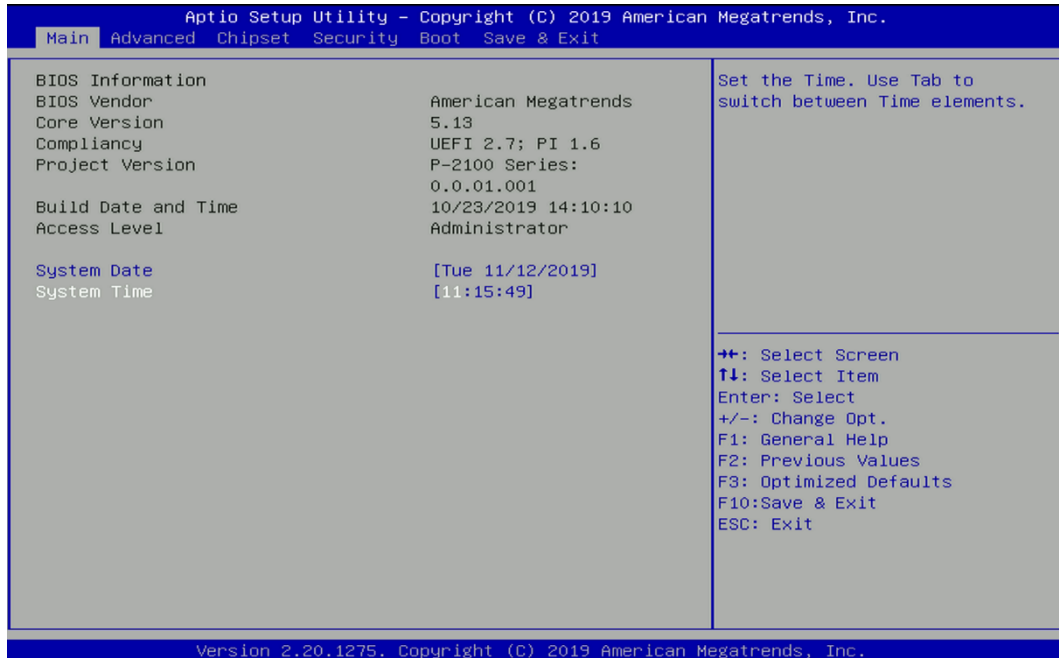 Aptio Setup Utility – Copyright (C) 2019 American Megatrends, Inc.
Main Advanced Chipset Security Boot Save & Exit
BIOS Information
BIOS Vendor American Megatrends
Core Version 5.13
Compliancy UEFI 2.7; PI 1.6
Project Version P-2100 Series:
0.0.01.001
Build Date and Time 10/23/2019 14:10:10
Access Level Administrator
System Date [Tue 11/12/2019]
System Time [11:15:49]
Set the Time. Use Tab to
switch between Time elements.
→←: Select Screen
↑↓: Select Item
Enter: Select
+/-: Change Opt.
F1: General Help
F2: Previous Values
F3: Optimized Defaults
F10:Save & Exit
ESC: Exit
Version 2.20.1275. Copyright (C) 2019 American Megatrends, Inc.